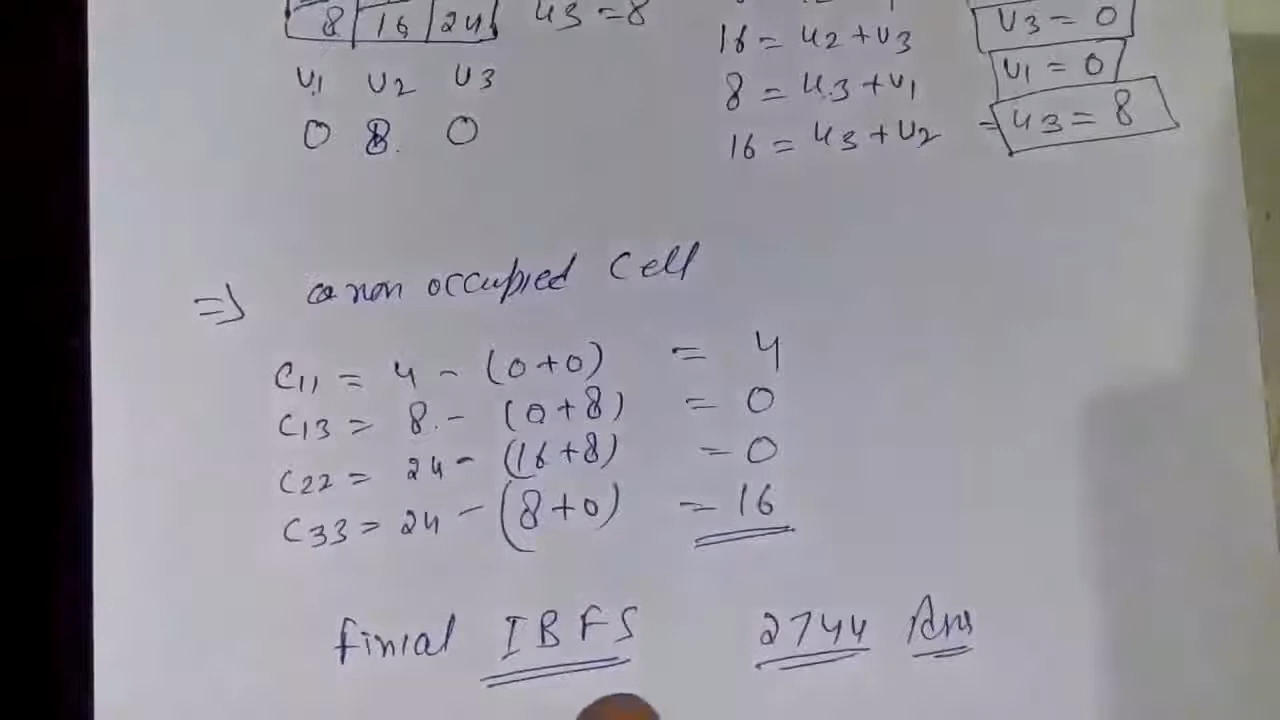 8 16 24 u3 = 8
v1 v2 v3
0 8. 0
16 = u2 + v3
8 = u3 + v1
16 = u3 + v2
v3 = 0
v1 = 0
u3 = 8
=> non occupied cell
C11 = 4 - (0+0) = 4
C13 = 8 - (0+8) = 0
C22 = 24 - (16+8) = 0
C33 = 24 - (8+0) = 16
finial IBFS 2744 Ans